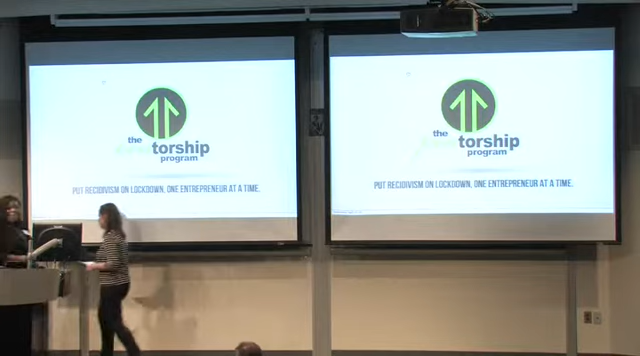 the
torship
program
PUT RECIDIVISM ON LOCKDOWN, ONE ENTREPRENEUR AT A TIME.
the
torship
program
PUT RECIDIVISM ON LOCKDOWN, ONE ENTREPRENEUR AT A TIME.